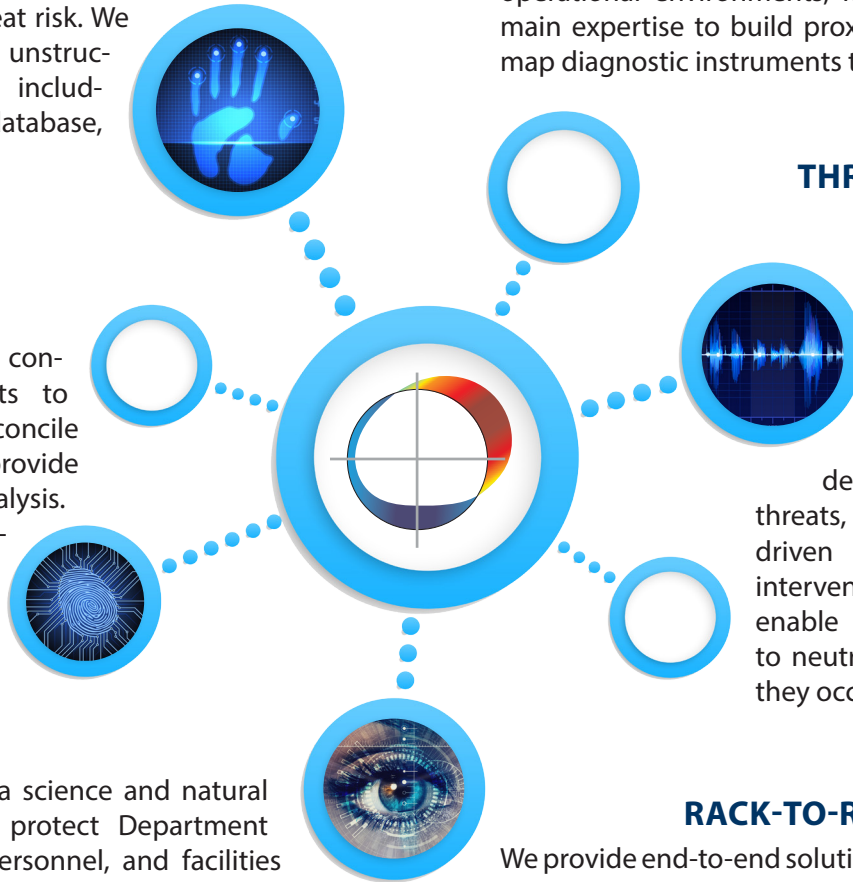 eat risk. We
unstruc-
includ-
atabase,
con-
ts to
concile
provide
alysis.
-
a science and natural
protect Department
ersonnel, and facilities
operational environments,
main expertise to build prox
map diagnostic instruments t
THR
de
threats,
driven
interven
enable
to neutr
they occ
RACK-TO-R
We provide end-to-end soluti